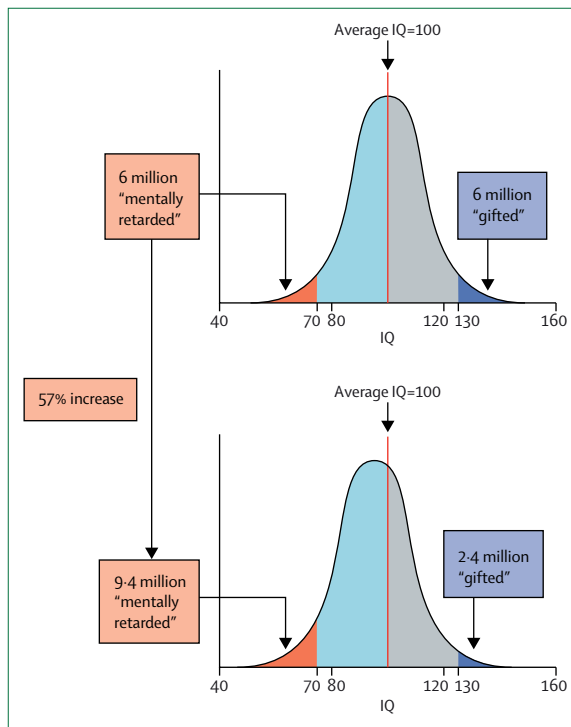 Average IQ=100
6 million
“mentally
retarded”
6 million
“gifted”
40
70
80
120
130
160
IQ
57% increase
Average IQ=100
9·4 million
“mentally
retarded”
2·4 million
“gifted”
40
70
80
120
130
160
IQ